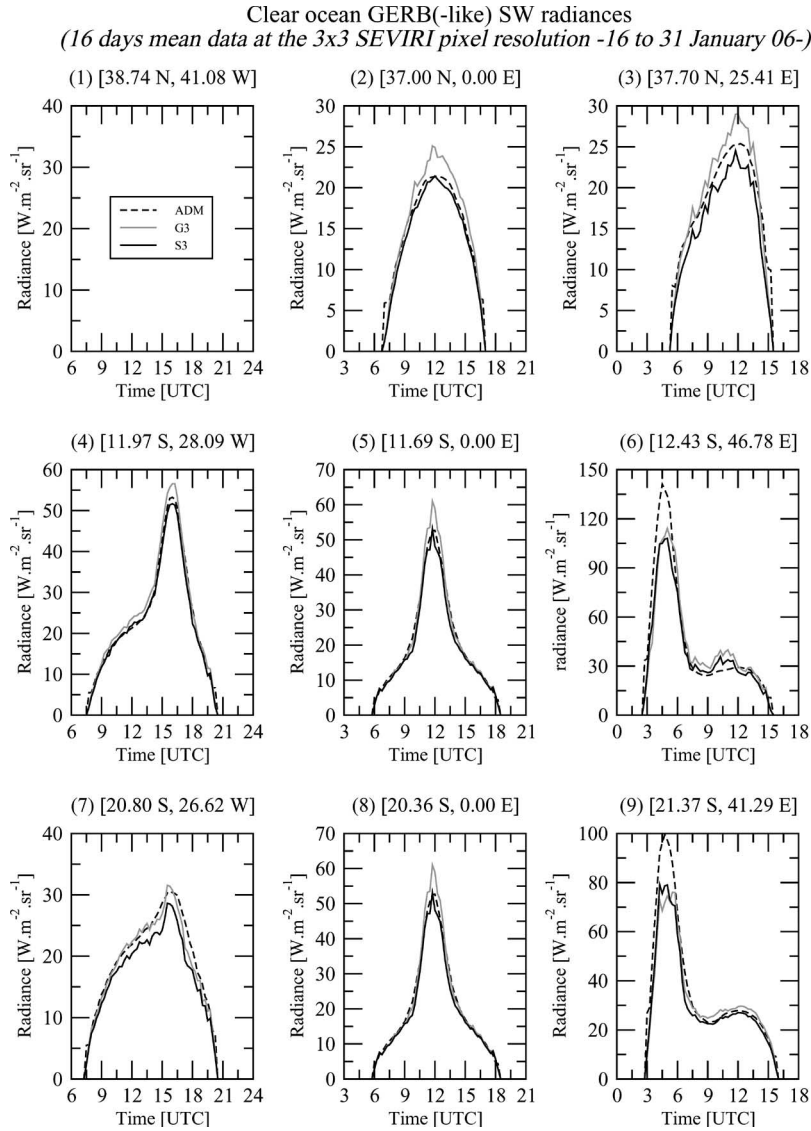 Clear ocean GERB(-like) SW radiances
(16 days mean data at the 3x3 SEVIRI pixel resolution -16 to 31 January 06-)
(1) [38.74 N, 41.08 W]
(2) [37.00 N, 0.00 E]
(3) [37.70 N, 25.41 E]
Radiance [W.m-2.sr-1]
40
30
20
10
0
ADM
G3
S3
6 9 12 15 18 21 24
Time [UTC]
Radiance [W.m-2.sr-1]
30
25
20
15
10
5
0
3 6 9 12 15 18 21
Time [UTC]
Radiance [W.m-2.sr-1]
30
25
20
15
10
5
0
0 3 6 9 12 15 18
Time [UTC]
(4) [11.97 S, 28.09 W]
(5) [11.69 S, 0.00 E]
(6) [12.43 S, 46.78 E]
Radiance [W.m-2.sr-1]
60
50
40
30
20
10
0
6 9 12 15 18 21 24
Time [UTC]
Radiance [W.m-2.sr-1]
70
60
50
40
30
20
10
0
3 6 9 12 15 18 21
Time [UTC]
radiance [W.m-2.sr-1]
150
120
90
60
30
0
0 3 6 9 12 15 18
Time [UTC]
(7) [20.80 S, 26.62 W]
(8) [20.36 S, 0.00 E]
(9) [21.37 S, 41.29 E]
Radiance [W.m-2.sr-1]
40
30
20
10
0
6 9 12 15 18 21 24
Time [UTC]
Radiance [W.m-2.sr-1]
70
60
50
40
30
20
10
0
3 6 9 12 15 18 21
Time [UTC]
Radiance [W.m-2.sr-1]
100
80
60
40
20
0
0 3 6 9 12 15 18
Time [UTC]